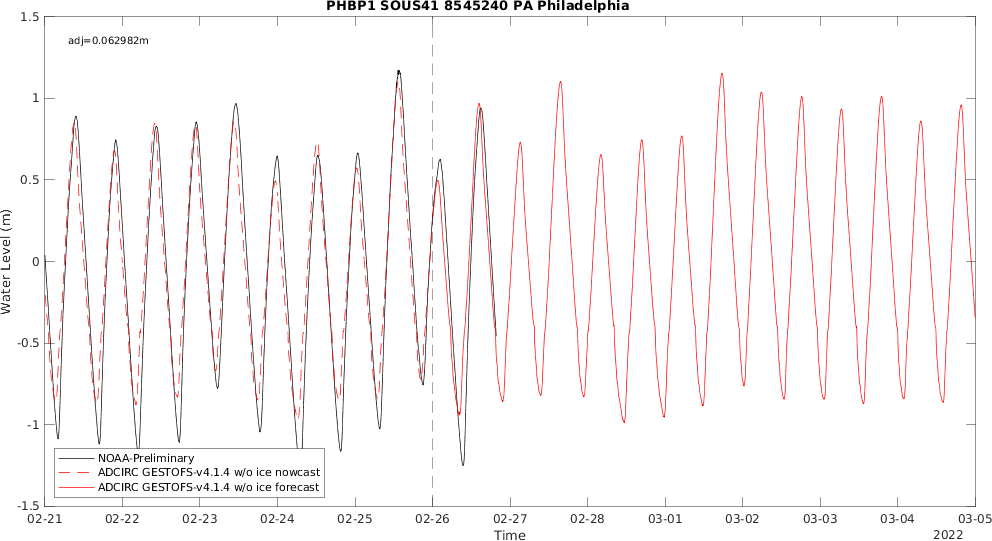 PHBP1 SOUS41 8545240 PA Philadelphia
1.5
adj=0.062982m
1
0.5
0
-0.5
-1
-1.5
Water Level (m)
NOAA-Preliminary
ADCIRC GESTOFS-v4.1.4 w/o ice nowcast
ADCIRC GESTOFS-v4.1.4 w/o ice forecast
02-21 02-22 02-23 02-24 02-25 02-26 02-27 02-28 03-01 03-02 03-03 03-04 03-05
Time
2022